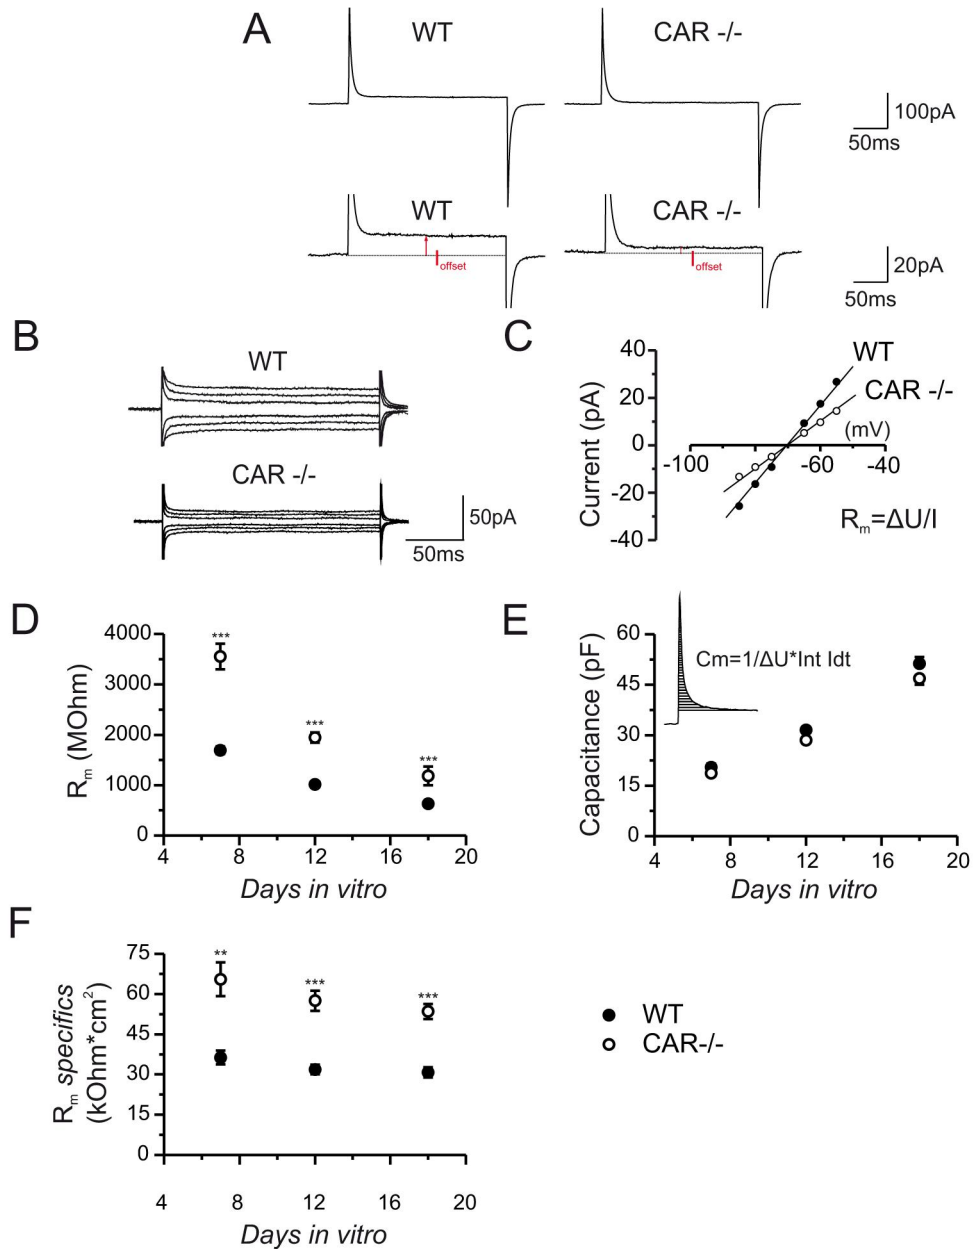 A
WT
CAR -/-
100pA
50ms
WT
CAR -/-
I offset
I offset
20pA
50ms
B
WT
CAR -/-
50pA
50ms
C
40
20
0
-20
-40
Current (pA)
WT
CAR -/-
(mV)
-100
-60
-40
Rm=ΔU/I
D
4000
3000
2000
1000
0
Rm (MOhm)
***
***
***
4
8
12
16
20
Days in vitro
E
60
45
30
15
0
Capacitance (pF)
Cm=1/ΔU*Int Idt
4
8
12
16
20
Days in vitro
F
75
60
45
30
15
0
Rm specifics
(kOhm*cm²)
**
***
***
4
8
12
16
20
Days in vitro
WT
CAR-/-